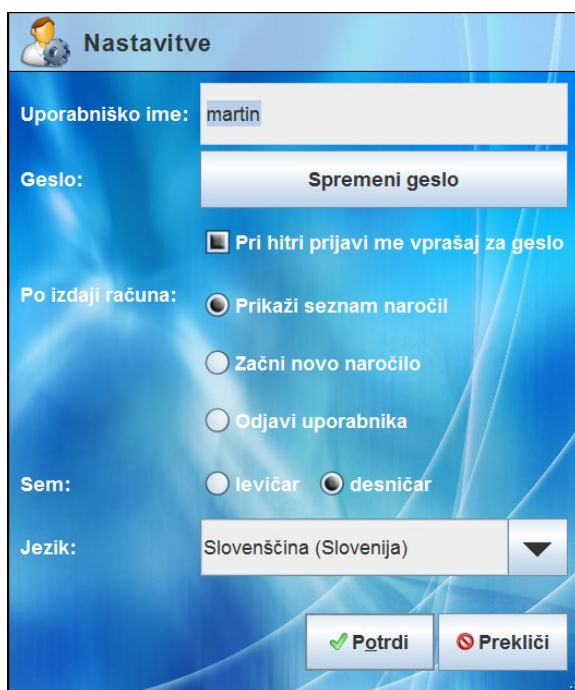 Nastavitve
Uporabniško ime: martin
Geslo: Spremeni geslo
Pri hitri prijavi me vprašaj za geslo
Po izdaji računa: Prikaži seznam naročil
Začni novo naročilo
Odjavi uporabnika
Sem: levičar desničar
Jezik: Slovenščina (Slovenija)
Potrdi Prekliči